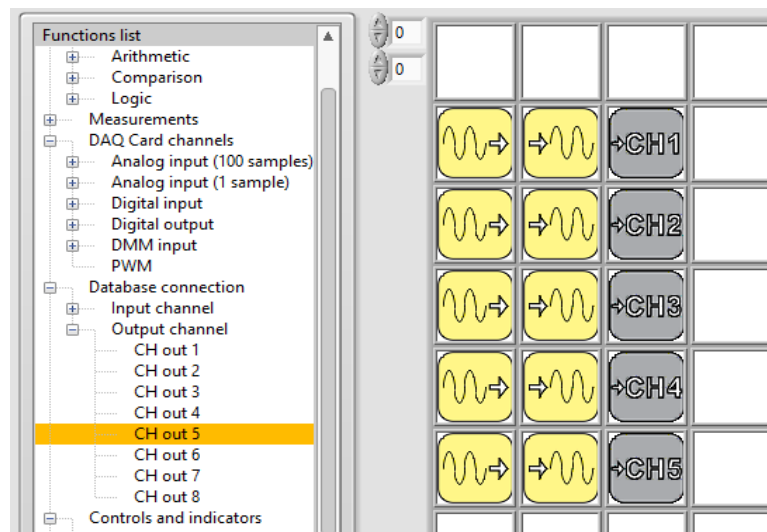 Functions list
Arithmetic
Comparison
Logic
Measurements
DAQ Card channels
Analog input (100 samples)
Analog input (1 sample)
Digital input
Digital output
DMM input
PWM
Database connection
Input channel
Output channel
CH out 1
CH out 2
CH out 3
CH out 4
CH out 5
CH out 6
CH out 7
CH out 8
Controls and indicators
0
0
CH1
CH2
CH3
CH4
CH5